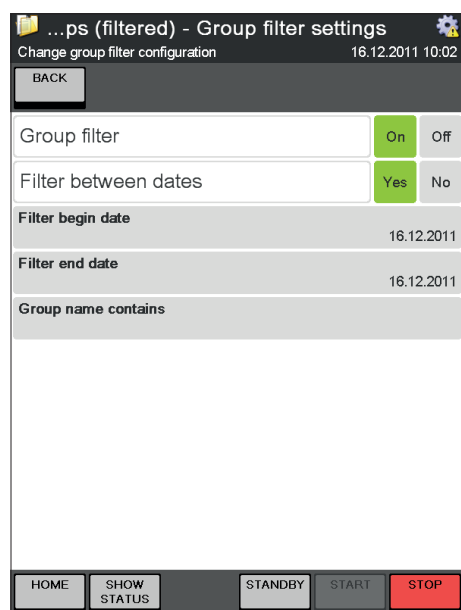 ...ps (filtered) - Group filter settings
Change group filter configuration 16.12.2011 10:02
BACK
Group filter On Off
Filter between dates Yes No
Filter begin date
16.12.2011
Filter end date
16.12.2011
Group name contains
HOME SHOW STATUS STANDBY START STOP